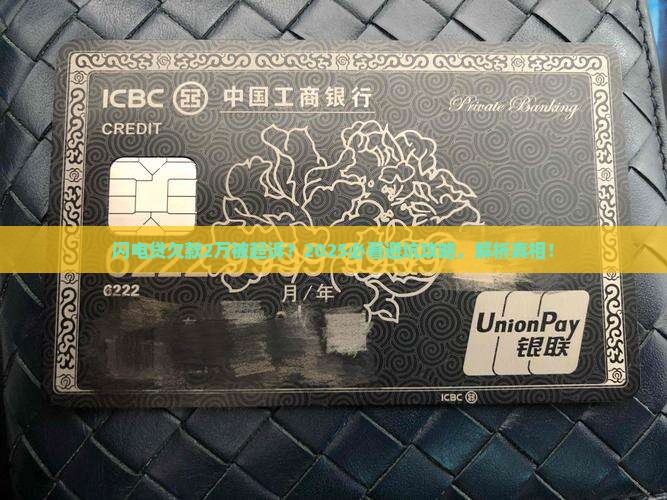 ICBC 中国工商银行
Private Banking
CREDIT
闪电贷欠款2万被起诉？2025必看避坑攻略，解析真相！
6222
月/年
UnionPay
银联
ICBC